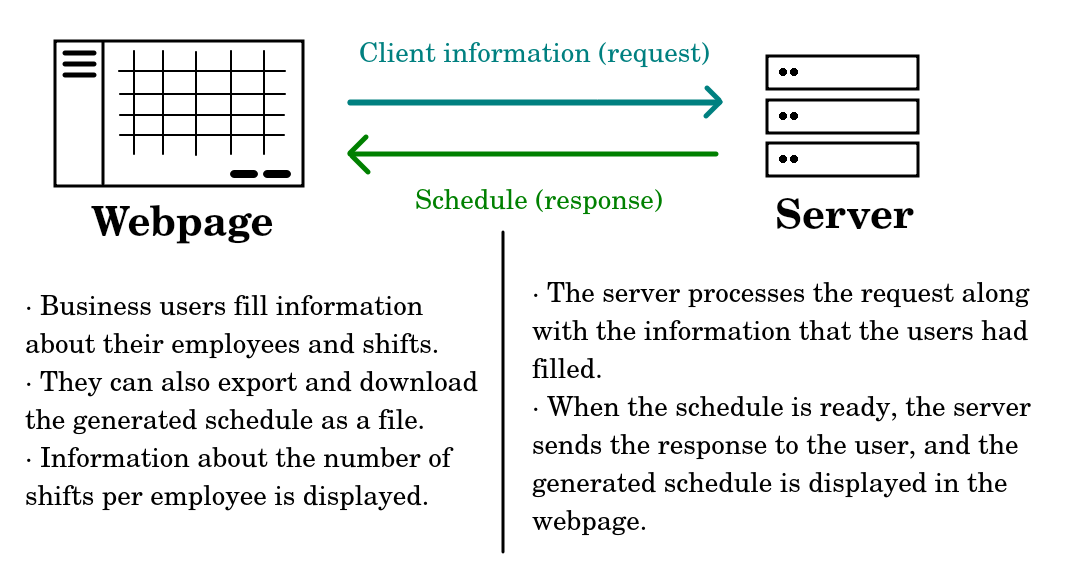 Client information (request)
Schedule (response)
Webpage
Server
· Business users fill information
about their employees and shifts.
· They can also export and download
the generated schedule as a file.
· Information about the number of
shifts per employee is displayed.
· The server processes the request along
with the information that the users had
filled.
· When the schedule is ready, the server
sends the response to the user, and the
generated schedule is displayed in the
webpage.